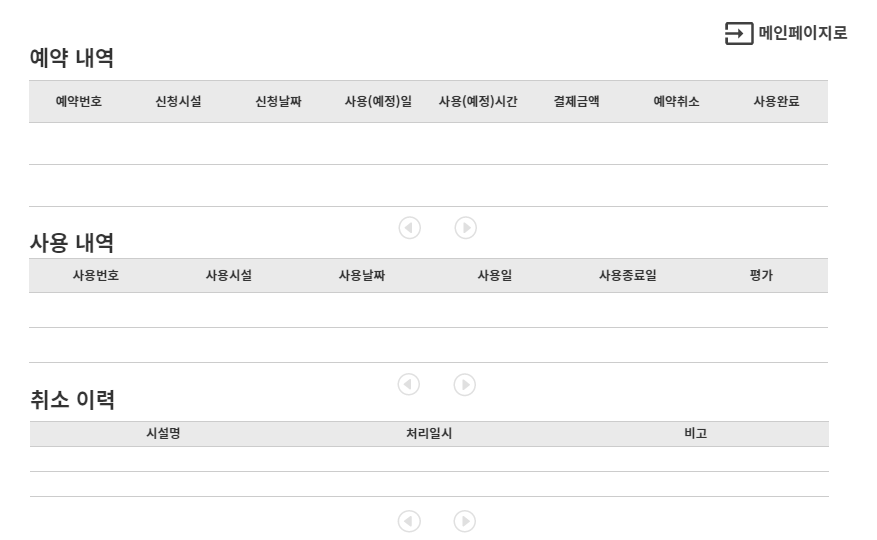 메인페이지로
예약 내역
예약번호 신청시설 신청날짜 사용(예정)일 사용(예정)시간 결제금액 예약취소 사용완료
사용 내역
사용번호 사용시설 사용날짜 사용일 사용종료일 평가
취소 이력
시설명 처리일시 비고